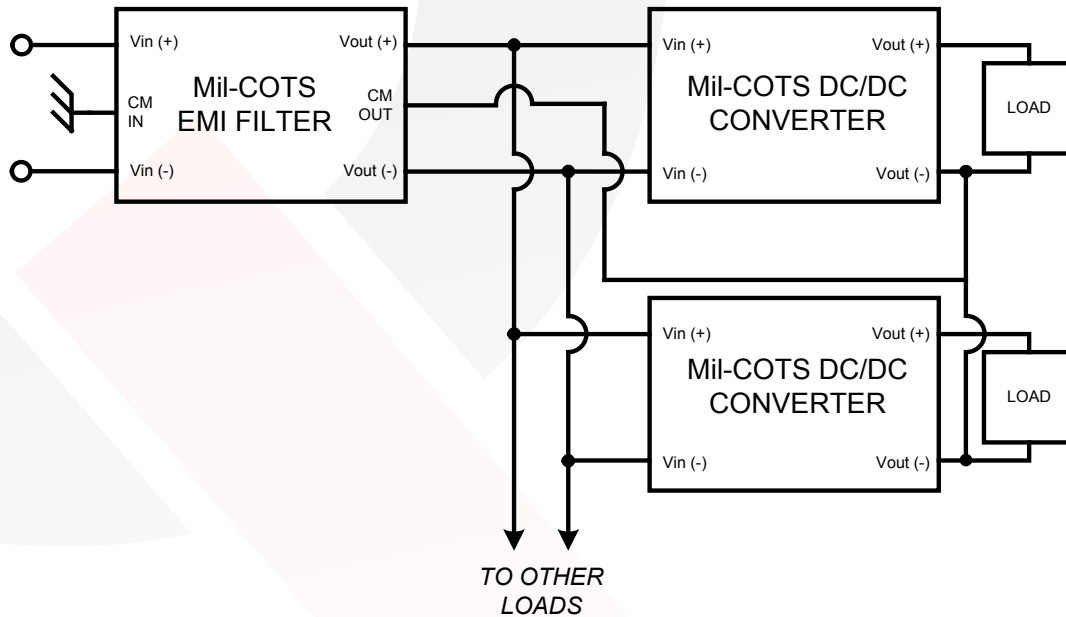 Vin (+)
Vout (+)
Mil-COTS
EMI FILTER
CM
IN
CM
OUT
Vin (-)
Vout (-)
Vin (+)
Vout (+)
Mil-COTS DC/DC
CONVERTER
Vin (-)
Vout (-)
LOAD
Vin (+)
Vout (+)
Mil-COTS DC/DC
CONVERTER
Vin (-)
Vout (-)
LOAD
TO OTHER
LOADS